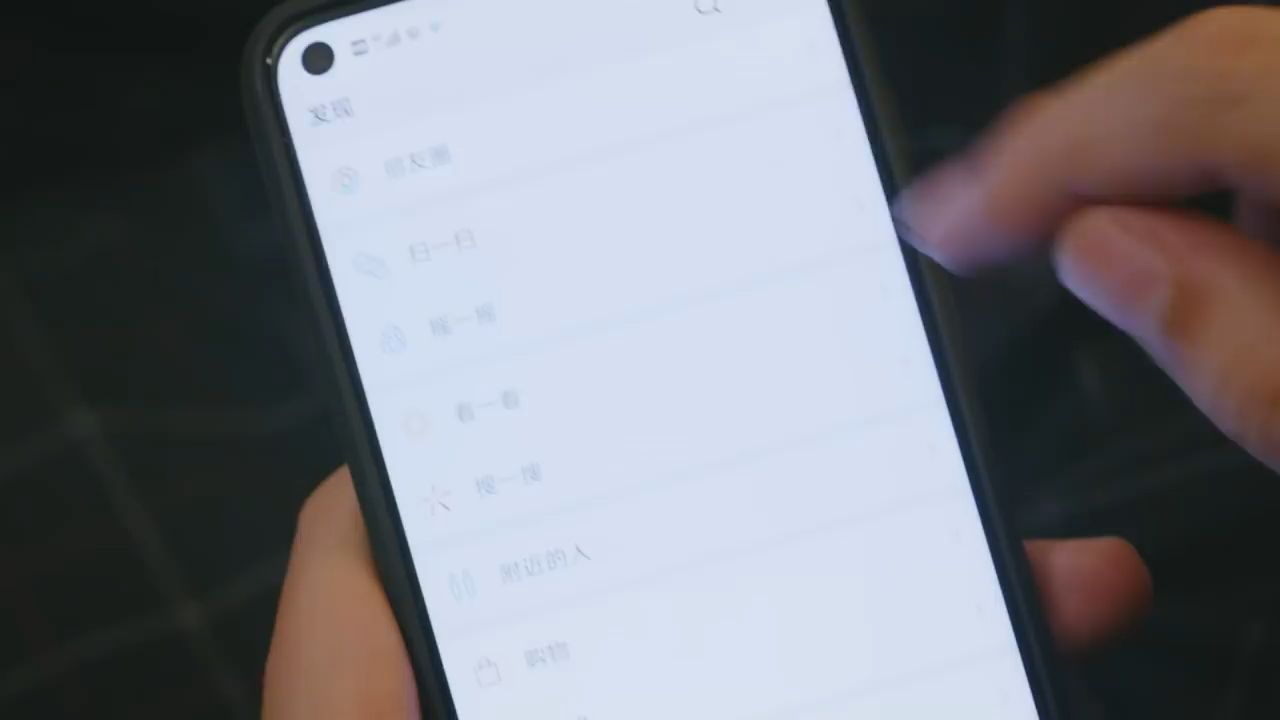 发现
朋友圈
扫一扫
摇一摇
看一看
搜一搜
附近的人
购物